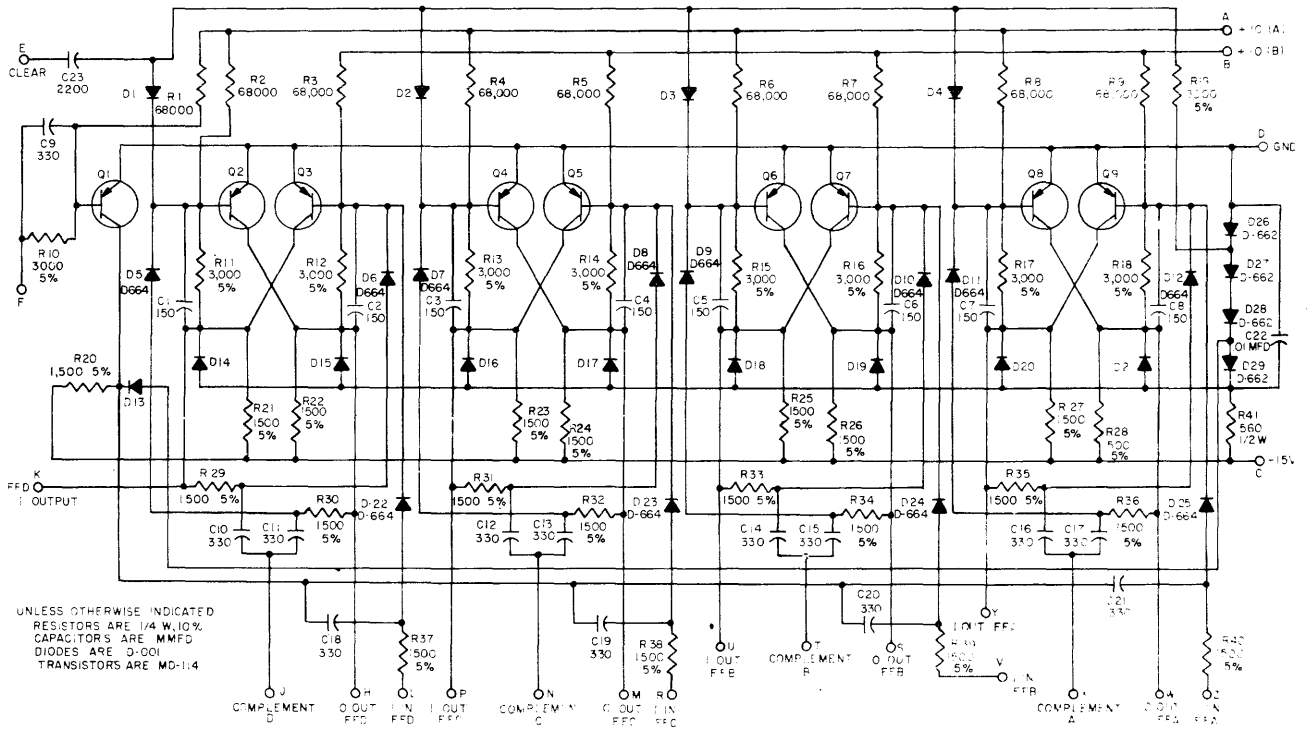 A
+10 (A)
+10 (B)
B
E
CLEAR
C23
2200
D1
R1
68000
R2
68000
R3
68,000
D2
R4
68,000
R5
68,000
D3
R6
68,000
R7
68,000
D4
R8
68,000
R9
68,000
5%
C9
330
D
GND
Q1
Q2
Q3
Q4
Q5
Q6
Q7
Q8
Q9
R10
3000
5%
F
D5
D664
C1
150
R11
3,000
5%
R12
3,000
5%
D6
D664
C2
150
D7
D664
C3
150
R13
3,000
5%
R14
3,000
5%
D8
D664
C4
150
D9
D664
C5
150
R15
3,000
5%
R16
3,000
5%
D10
D664
C6
150
D11
D664
C7
150
R17
3,000
5%
R18
3,000
5%
D12
D664
C8
150
D26
D-662
D27
D-662
D28
D-662
C22
.01 MFD
D29
D-662
R20
1,500 5%
D13
D14
D15
D16
D17
D18
D19
D20
D2
R21
1500
5%
R22
1500
5%
R23
1500
5%
R24
1500
5%
R25
1500
5%
R26
1500
5%
R27
1500
5%
R28
5%
R41
560
1/2 W
-15V
C
K
FFD
1 OUTPUT
R29
1500 5%
R30
1500
5%
D-22
D-664
R31
1500 5%
R32
1500
5%
D23
D-664
R33
1500 5%
R34
1500
5%
D24
D-664
R35
1500 5%
R36
1500
5%
D25
D-664
C10
330
C11
330
C12
330
C13
330
C14
330
C15
330
C16
330
C17
330
UNLESS OTHERWISE INDICATED
RESISTORS ARE 1/4 W, 10%
CAPACITORS ARE MMFD
DIODES ARE D-001
TRANSISTORS ARE MD-114
C18
330
R37
1500
5%
C19
330
R38
1500
5%
C20
330
1500
5%
C21
330
R40
1500
5%
Y
1 OUT FFA
U
1 OUT
FFB
T
COMPLEMENT
B
S
0 OUT
FFB
V
1 IN
FFB
J
COMPLEMENT
D
H
0 OUT
FFD
L
1 IN
FFD
P
1 OUT
FFC
N
COMPLEMENT
C
M
0 OUT
FFC
R
1 IN
FFC
COMPLEMENT
A
0 OUT
FFA
Z
1 IN
FFA